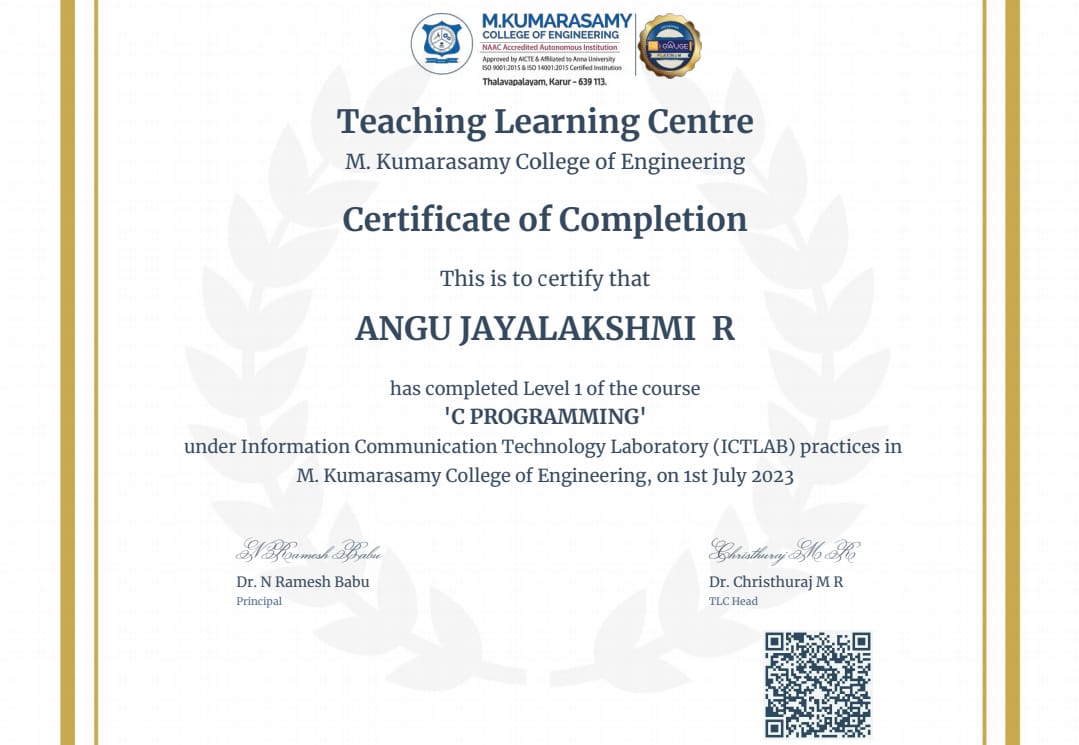 M.KUMARASAMY
COLLEGE OF ENGINEERING
NAAC Accredited Autonomous Institution
Approved by AICTE & Affiliated to Anna University
ISO 9001:2015 & ISO 14001:2015 Certified Institution
Thalavapalayam, Karur – 639 113.
GAUGE
PLATINUM
Teaching Learning Centre
M. Kumarasamy College of Engineering
Certificate of Completion
This is to certify that
ANGU JAYALAKSHMI R
has completed Level 1 of the course
'C PROGRAMMING'
under Information Communication Technology Laboratory (ICTLAB) practices in
M. Kumarasamy College of Engineering, on 1st July 2023
N Ramesh Babu
Christhuraj M R
Dr. N Ramesh Babu
Dr. Christhuraj M R
Principal
TLC Head